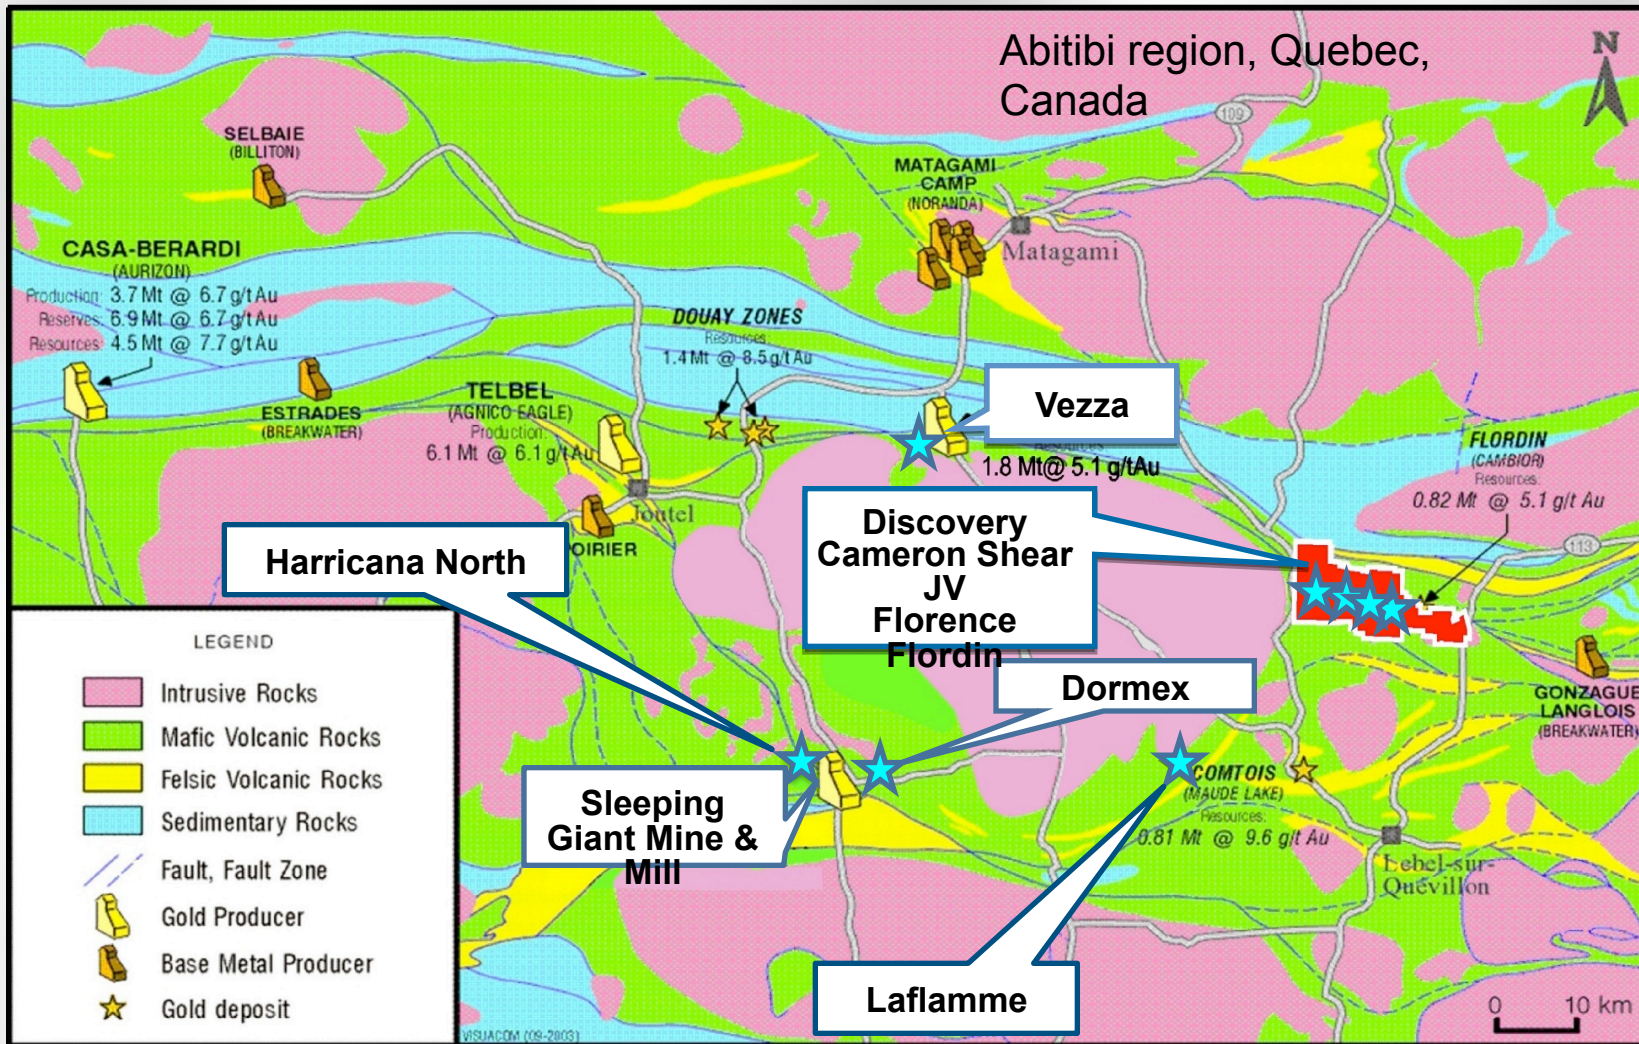 Abitibi region, Quebec,
Canada
N
109
SELBAIE
(BILLITON)
MATAGAMI
CAMP
(NORANDA)
Matagami
CASA-BERARDI
(AURIZON)
Production: 3.7 Mt @ 6.7 g/t Au
Reserves: 6.9 Mt @ 6.7 g/t Au
Resources: 4.5 Mt @ 7.7 g/t Au
DOUAY ZONES
Resources:
1.4 Mt @ 8.5 g/t Au
ESTRADES
(BREAKWATER)
TELBEL
(AGNICO EAGLE)
Production:
6.1 Mt @ 6.1 g/t Au
Vezza
Resources:
1.8 Mt@ 5.1 g/tAu
FLORDIN
(CAMBIOR)
Resources:
0.82 Mt @ 5.1 g/t Au
Joutel
OIRIER
113
Harricana North
Discovery
Cameron Shear
JV
Florence
Flordin
Dormex
GONZAGUE
LANGLOIS
(BREAKWATER)
Sleeping
Giant Mine &
Mill
COMTOIS
(MAUDE LAKE)
Resources:
0.81 Mt @ 9.6 g/t Au
Lebel-sur-
Quévillon
Laflamme
LEGEND
Intrusive Rocks
Mafic Volcanic Rocks
Felsic Volcanic Rocks
Sedimentary Rocks
Fault, Fault Zone
Gold Producer
Base Metal Producer
Gold deposit
VISUACOM (09-2003)
0 10 km